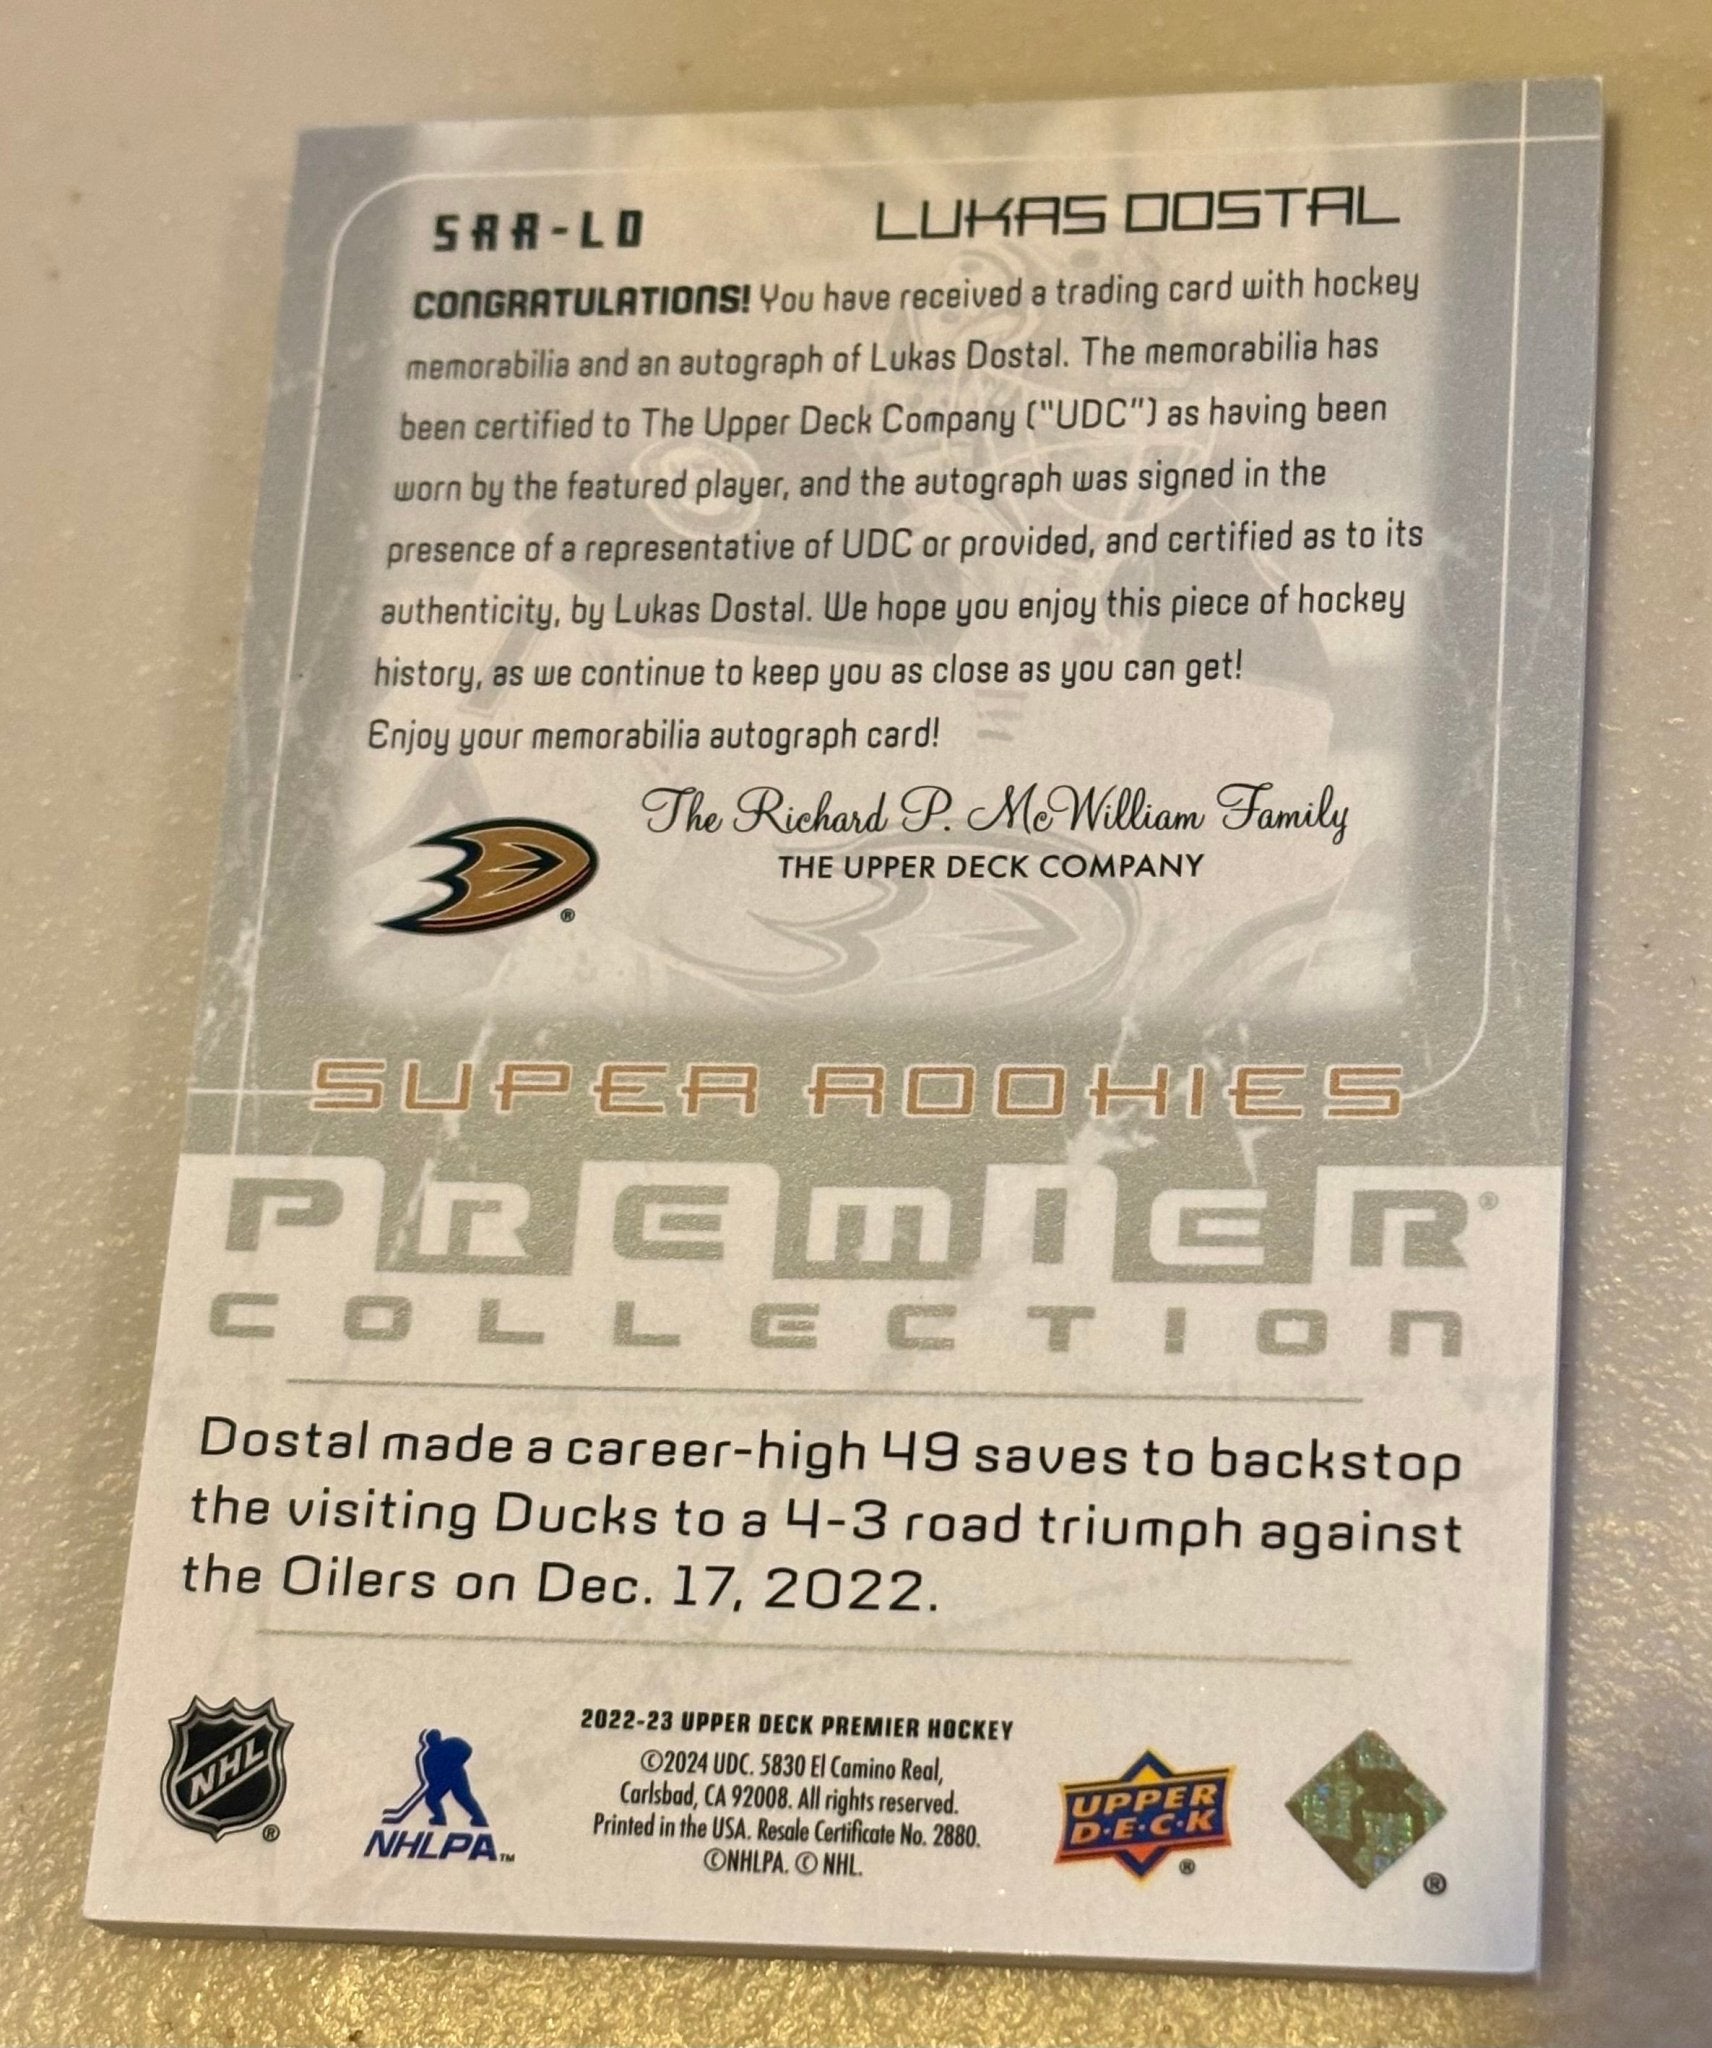 SRR-LD
LUKAS DOSTAL
CONGRATULATIONS! You have received a trading card with hockey
memorabilia and an autograph of Lukas Dostal. The memorabilia has
been certified to The Upper Deck Company ("UDC") as having been
worn by the featured player, and the autograph was signed in the
presence of a representative of UDC or provided, and certified as to its
authenticity, by Lukas Dostal. We hope you enjoy this piece of hockey
history, as we continue to keep you as close as you can get!
Enjoy your memorabilia autograph card!
The Richard P. McWilliam Family
THE UPPER DECK COMPANY
®
SUPER ROOKIES
PREMIER®
COLLECTION
Dostal made a career-high 49 saves to backstop
the visiting Ducks to a 4-3 road triumph against
the Oilers on Dec. 17, 2022.
NHL®
NHLPA™
2022-23 UPPER DECK PREMIER HOCKEY
©2024 UDC. 5830 El Camino Real,
Carlsbad, CA 92008. All rights reserved.
Printed in the USA. Resale Certificate No. 2880.
©NHLPA. © NHL.
UPPER
D·E·C·K
®
®